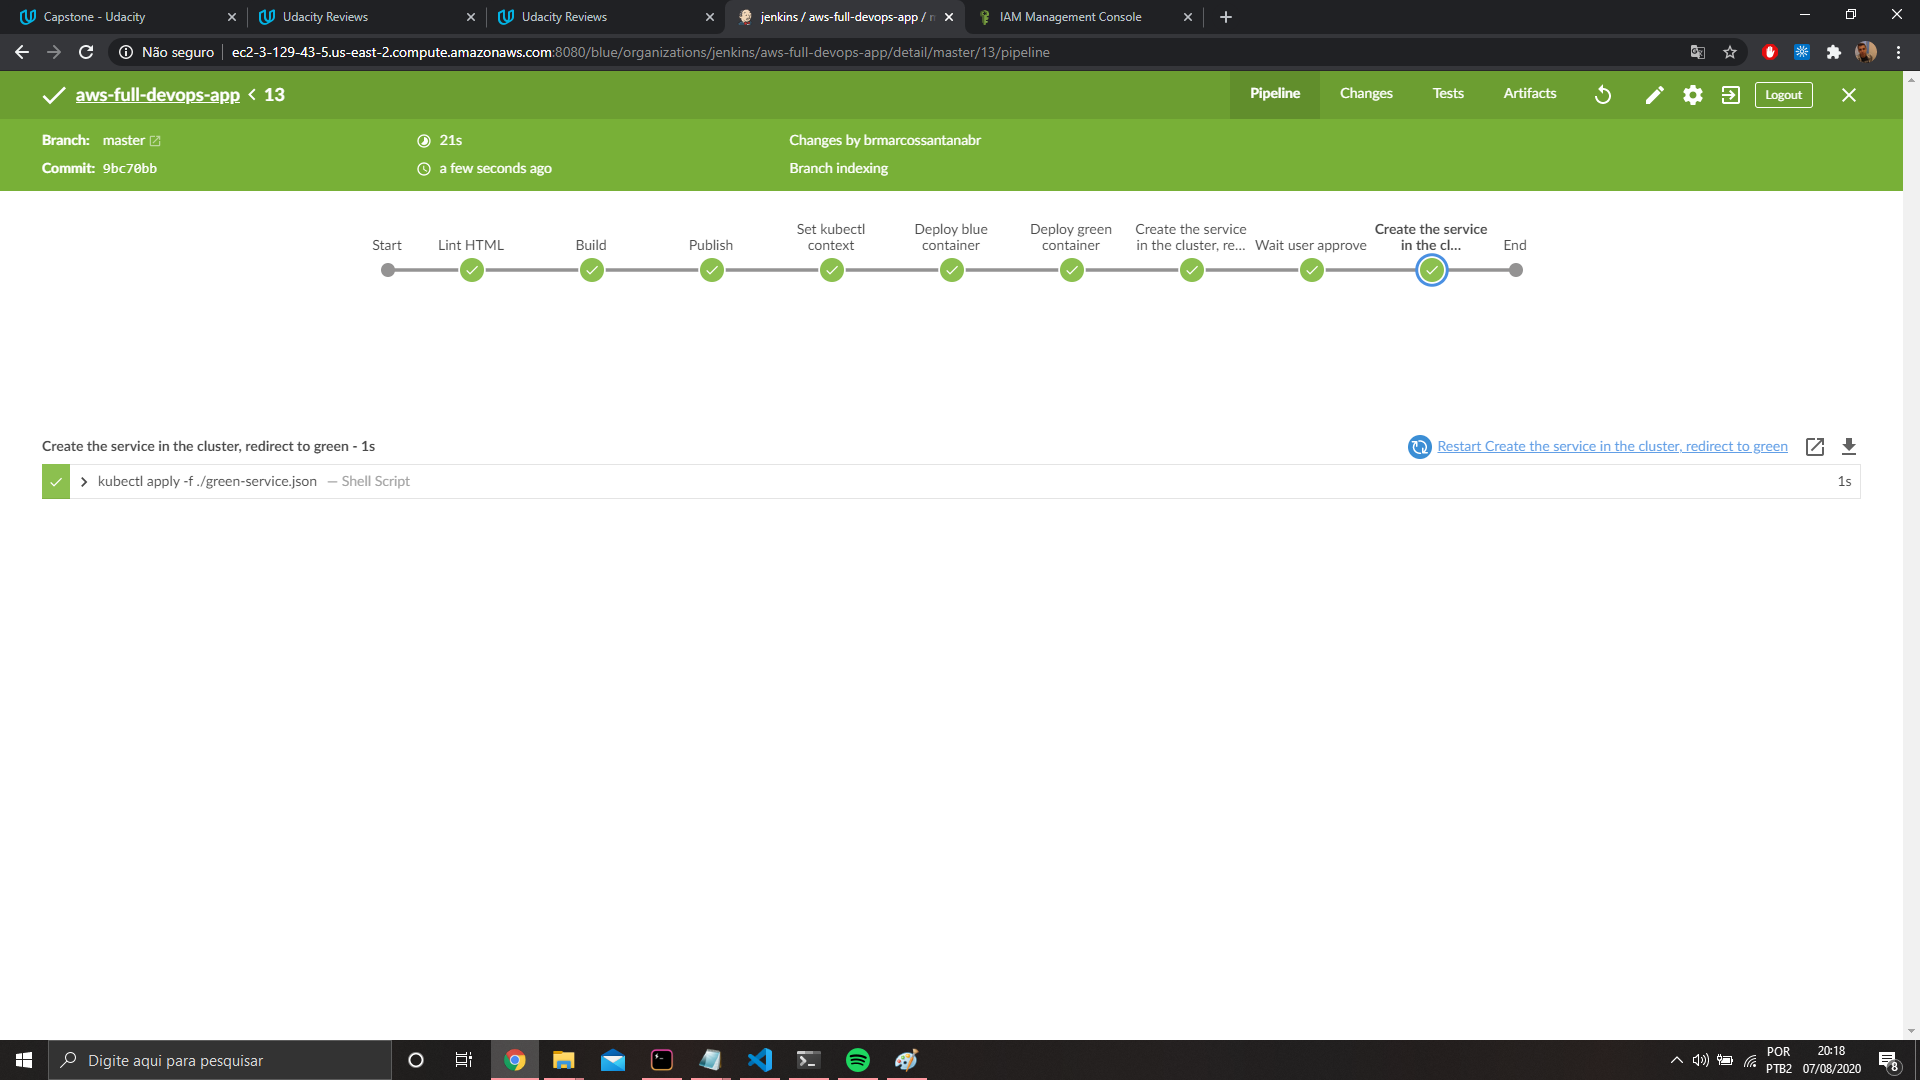 Capstone - Udacity
Udacity Reviews
Udacity Reviews
jenkins / aws-full-devops-app /
IAM Management Console
Não seguro
ec2-3-129-43-5.us-east-2.compute.amazonaws.com:8080/blue/organizations/jenkins/aws-full-devops-app/detail/master/13/pipeline
aws-full-devops-app < 13
Pipeline
Changes
Tests
Artifacts
Logout
Branch: master
21s
Changes by brmarcossantanabr
Commit: 9bc70bb
a few seconds ago
Branch indexing
Start
Lint HTML
Build
Publish
Set kubectl
context
Deploy blue
container
Deploy green
container
Create the service
in the cluster, re...
Wait user approve
Create the service
in the cl...
End
Create the service in the cluster, redirect to green - 1s
Restart Create the service in the cluster, redirect to green
kubectl apply -f ./green-service.json — Shell Script
1s
Digite aqui para pesquisar
POR
PTB2
20:18
07/08/2020
8